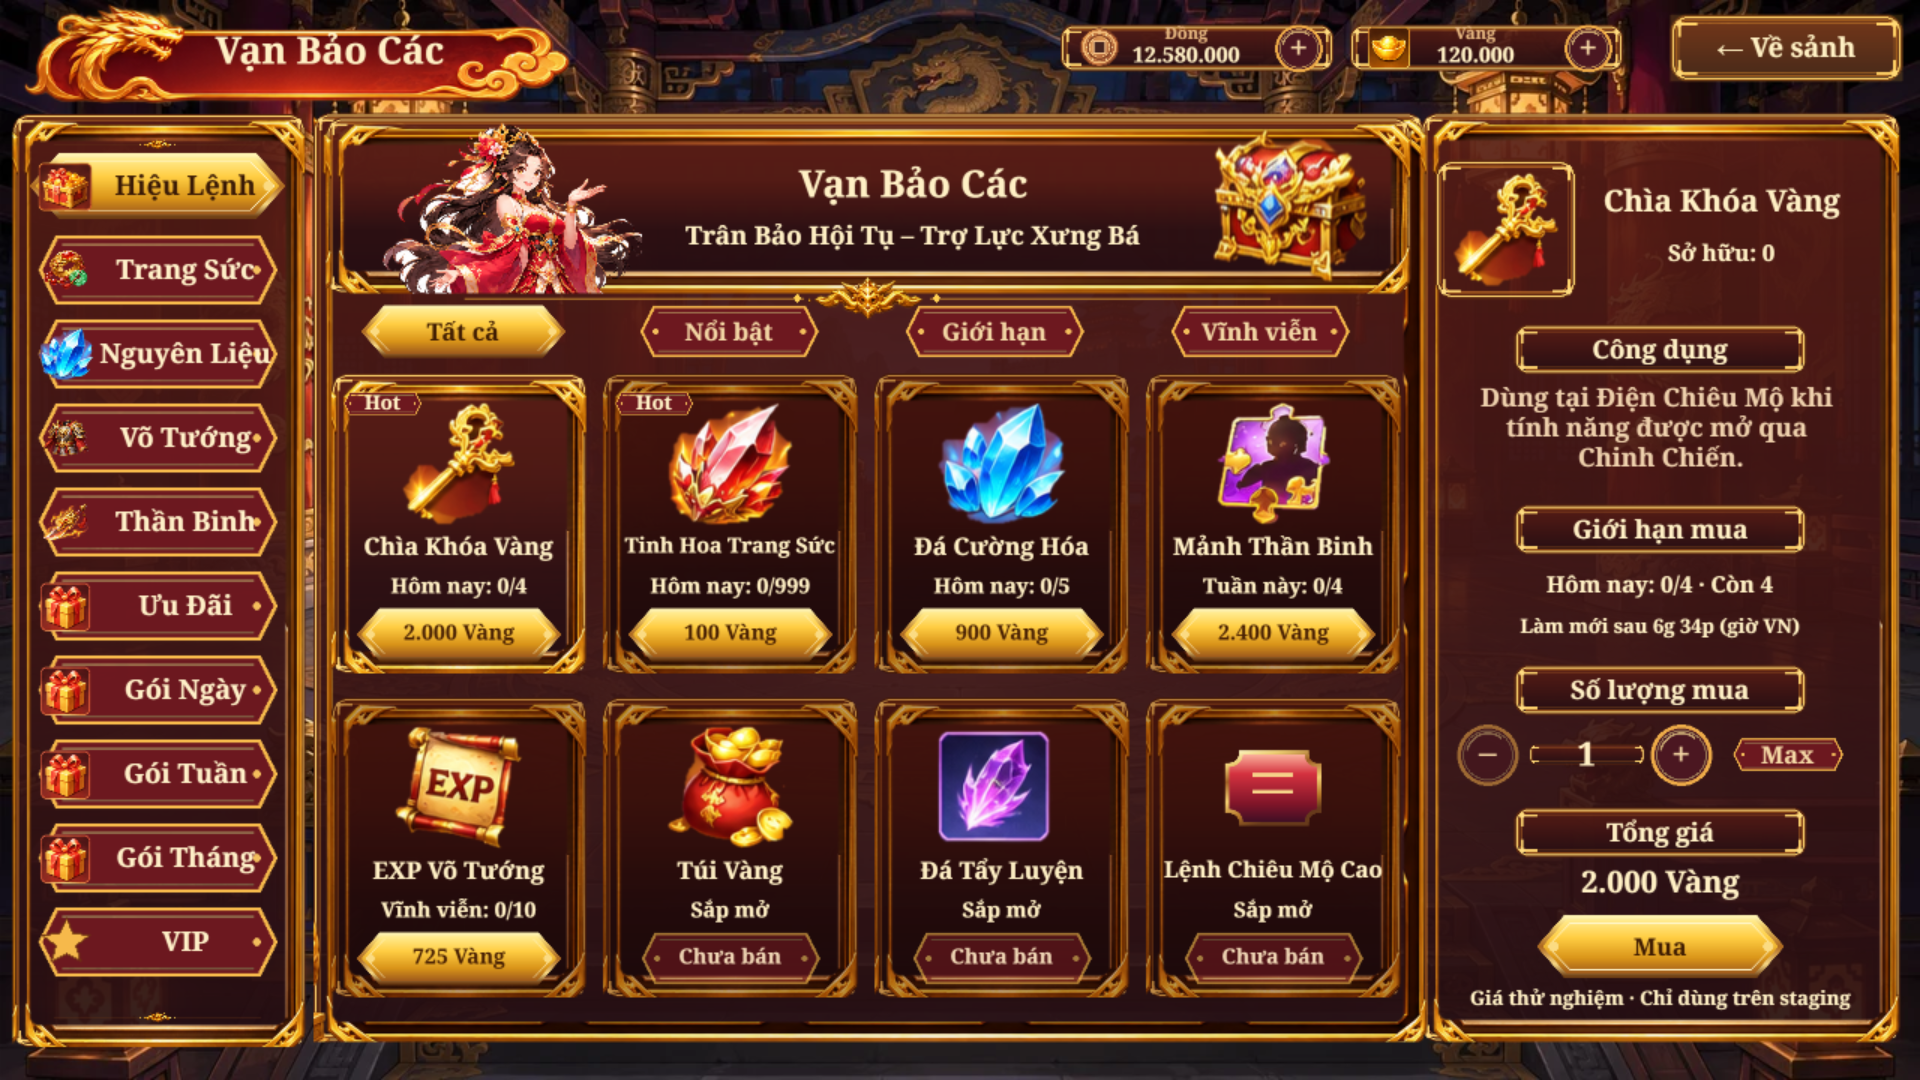 Vạn Bảo Các
Đồng
12.580.000
Vàng
120.000
← Về sảnh
Hiệu Lệnh
Trang Sức
Nguyên Liệu
Võ Tướng
Thần Binh
Ưu Đãi
Gói Ngày
Gói Tuần
Gói Tháng
VIP
Vạn Bảo Các
Trân Bảo Hội Tụ – Trợ Lực Xưng Bá
Tất cả
Nổi bật
Giới hạn
Vĩnh viễn
Hot
Chìa Khóa Vàng
Hôm nay: 0/4
2.000 Vàng
Hot
Tinh Hoa Trang Sức
Hôm nay: 0/999
100 Vàng
Đá Cường Hóa
Hôm nay: 0/5
900 Vàng
Mảnh Thần Binh
Tuần này: 0/4
2.400 Vàng
EXP
EXP Võ Tướng
Vĩnh viễn: 0/10
725 Vàng
Túi Vàng
Sắp mở
Chưa bán
Đá Tẩy Luyện
Sắp mở
Chưa bán
Lệnh Chiêu Mộ Cao
Sắp mở
Chưa bán
Chìa Khóa Vàng
Sở hữu: 0
Công dụng
Dùng tại Điện Chiêu Mộ khi
tính năng được mở qua
Chinh Chiến.
Giới hạn mua
Hôm nay: 0/4 · Còn 4
Làm mới sau 6g 34p (giờ VN)
Số lượng mua
− 1 + Max
Tổng giá
2.000 Vàng
Mua
Giá thử nghiệm · Chỉ dùng trên staging